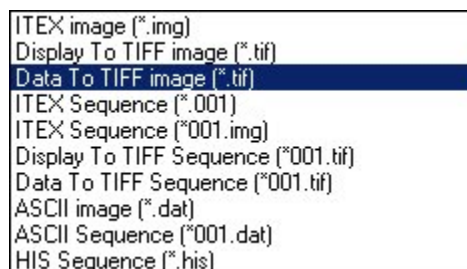 ITEX image (*.img)
Display To TIFF image (*.tif)
Data To TIFF image (*.tif)
ITEX Sequence (*.001)
ITEX Sequence (*001.img)
Display To TIFF Sequence (*001.tif)
Data To TIFF Sequence (*001.tif)
ASCII image (*.dat)
ASCII Sequence (*001.dat)
HIS Sequence (*.his)